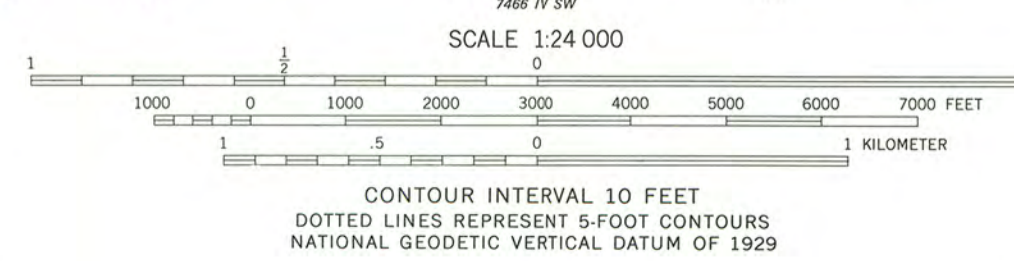 7466 IV SW
SCALE 1:24 000
1 1/2 0
1000 0 1000 2000 3000 4000 5000 6000 7000 FEET
1 .5 0 1 KILOMETER
CONTOUR INTERVAL 10 FEET
DOTTED LINES REPRESENT 5-FOOT CONTOURS
NATIONAL GEODETIC VERTICAL DATUM OF 1929